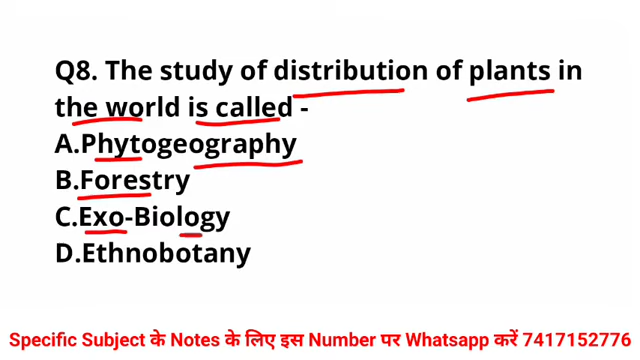 Q8. The study of distribution of plants in
the world is called -
A.Phytogeography
B.Forestry
C.Exo-Biology
D.Ethnobotany
Specific Subject के Notes के लिए इस Number पर Whatsapp करें 7417152776